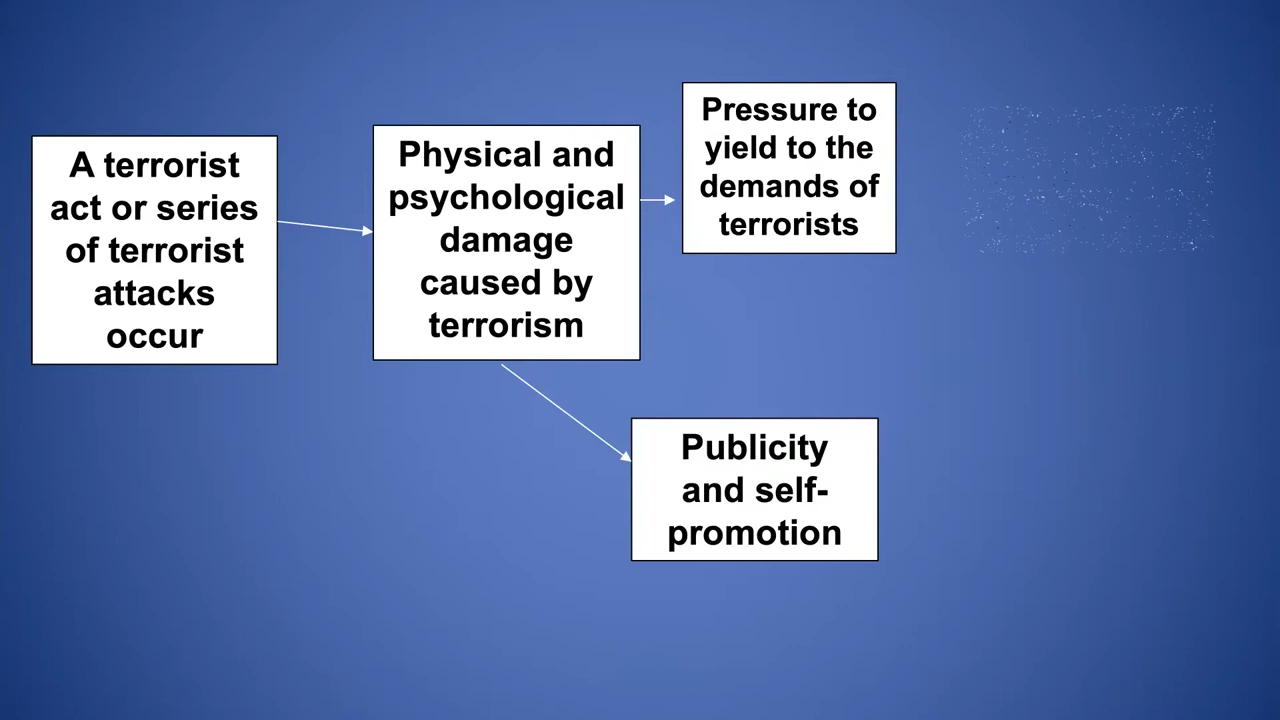 A terrorist
act or series
of terrorist
attacks
occur
Physical and
psychological
damage
caused by
terrorism
Pressure to
yield to the
demands of
terrorists
Publicity
and self-
promotion